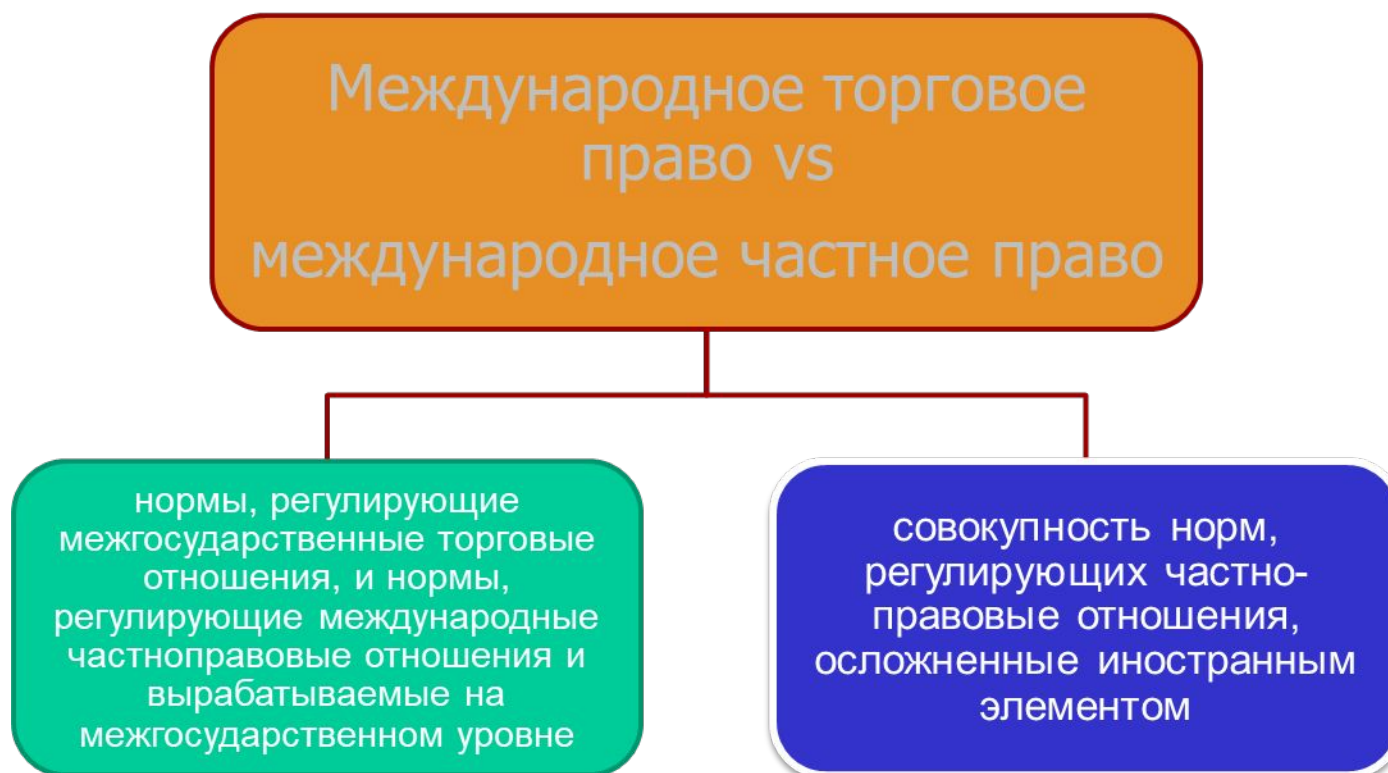 Международное торговое
право vs
международное частное право
нормы, регулирующие
межгосударственные торговые
отношения, и нормы,
регулирующие международные
частноправовые отношения и
вырабатываемые на
межгосударственном уровне
совокупность норм,
регулирующих частно-
правовые отношения,
осложненные иностранным
элементом